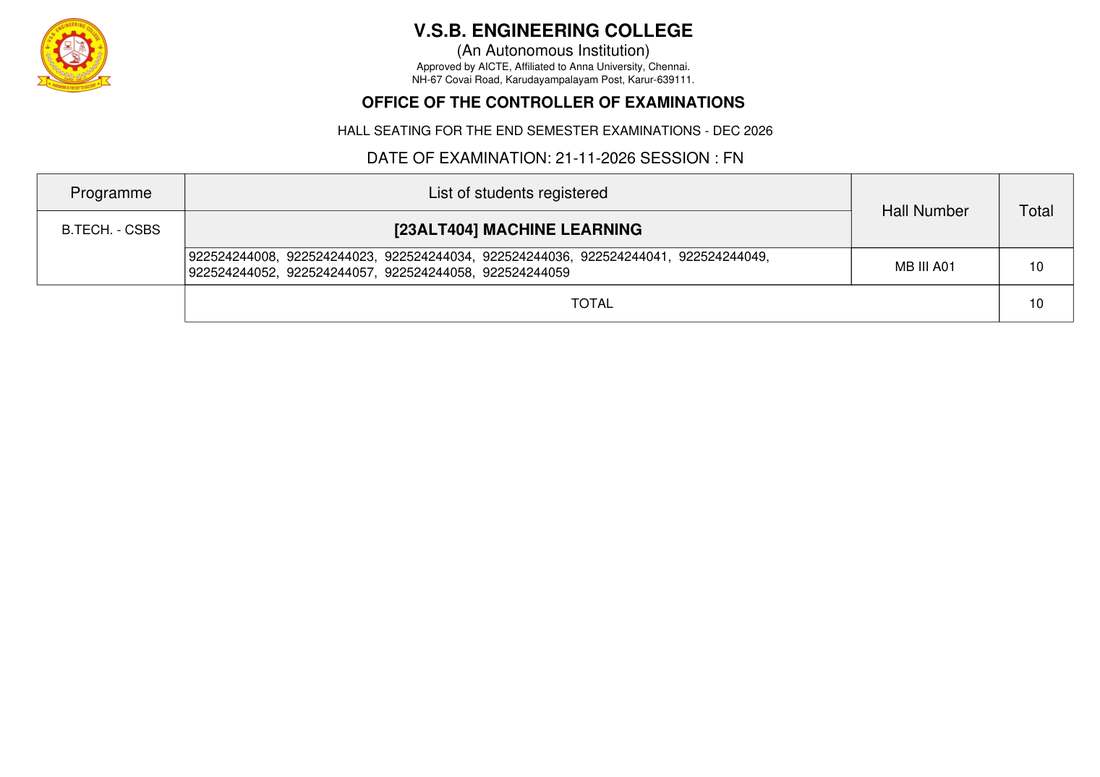 V.S.B. ENGINEERING COLLEGE
(An Autonomous Institution)
Approved by AICTE, Affiliated to Anna University, Chennai.
NH-67 Covai Road, Karudayampalayam Post, Karur-639111.
OFFICE OF THE CONTROLLER OF EXAMINATIONS
HALL SEATING FOR THE END SEMESTER EXAMINATIONS - DEC 2026
DATE OF EXAMINATION: 21-11-2026 SESSION : FN
Programme List of students registered Hall Number Total
B.TECH. - CSBS [23ALT404] MACHINE LEARNING
922524244008, 922524244023, 922524244034, 922524244036, 922524244041, 922524244049,
922524244052, 922524244057, 922524244058, 922524244059
MB III A01 10
TOTAL 10